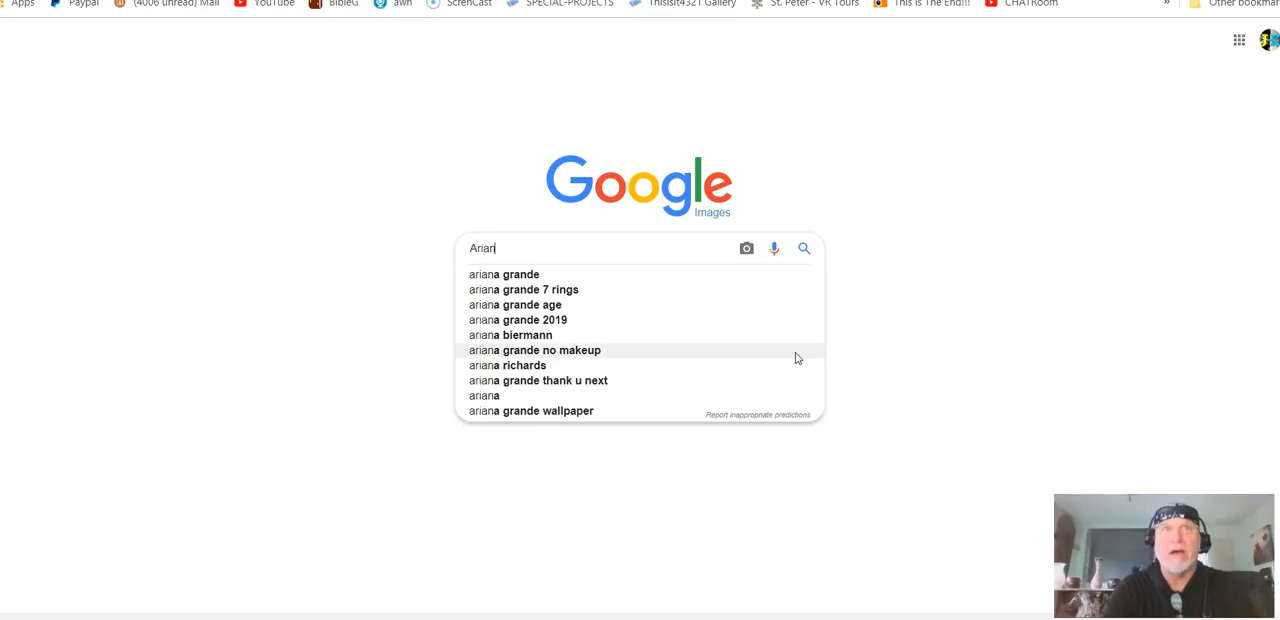 Apps Paypal (4006 unread) Mail YouTube BibleG awn ScrenCast SPECIAL-PROJECTS Thisisit4321 Gallery St. Peter - VR Tours This Is The End!!! CHATRoom » Other bookmar
Google
Images
Arian
ariana grande
ariana grande 7 rings
ariana grande age
ariana grande 2019
ariana biermann
ariana grande no makeup
ariana richards
ariana grande thank u next
ariana
ariana grande wallpaper
Report inappropriate predictions